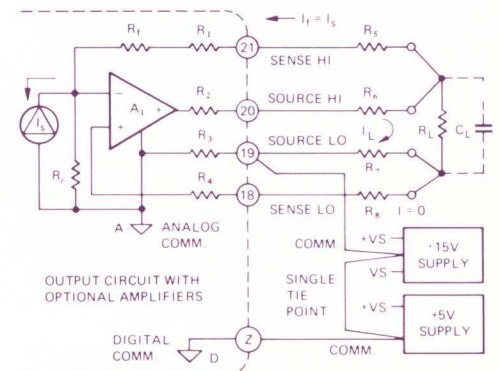 I_f = I_s
R_f
R_1
21
R_5
SENSE HI
I_s
A_1
R_2
20
R_6
SOURCE HI
I_L
R_L
C_L
R_3
19
SOURCE LO
R_7
R_4
18
SENSE LO
R_8
I = 0
A
ANALOG
COMM.
COMM.
+VS
VS
15V
SUPPLY
OUTPUT CIRCUIT WITH
OPTIONAL AMPLIFIERS
SINGLE
TIE
POINT
+VS
+5V
SUPPLY
DIGITAL
COMM.
D
Z
COMM.